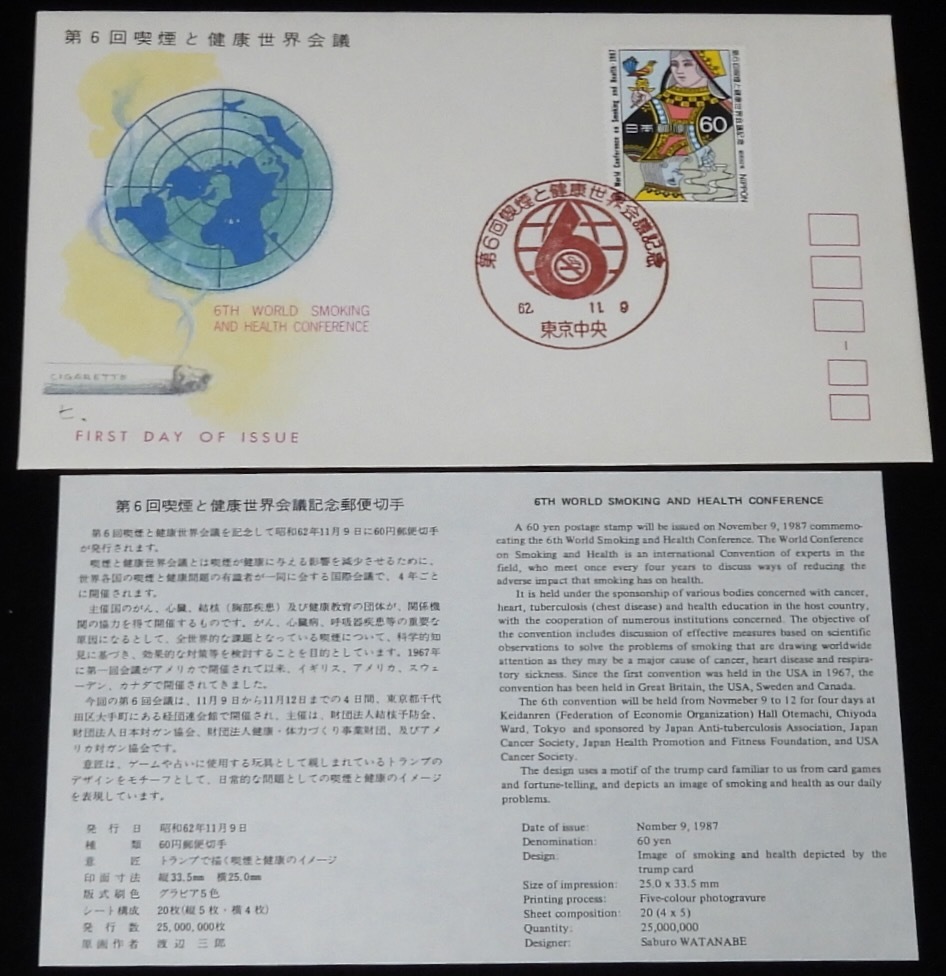 第6回喫煙と健康世界会議
第6回喫煙と健康世界会議記念
World Conference on Smoking and Health 1987
日本
60
NIPPON
第6回喫煙と健康世界会議記念
6
62. 11 9
東京中央
6TH WORLD SMOKING
AND HEALTH CONFERENCE
CIGARETTE
七.
FIRST DAY OF ISSUE
第6回喫煙と健康世界会議記念郵便切手
第6回喫煙と健康世界会議を記念して昭和62年11月9日に60円郵便切手
が発行されます。
喫煙と健康世界会議とは喫煙が健康に与える影響を減少させるために、
世界各国の喫煙と健康問題の有識者が一同に会する国際会議で、4年ごと
に開催されます。
主催国のがん、心臓、結核(胸部疾患)及び健康教育の団体が、関係機
関の協力を得て開催するものです。がん、心臓病、呼吸器疾患等の重要な
原因になるとして、全世界的な課題となっている喫煙について、科学的知
見に基づき、効果的な対策等を検討することを目的としています。1967年
に第一回会議がアメリカで開催されて以来、イギリス、アメリカ、スウェ
ーデン、カナダで開催されてきました。
今回の第6回会議は、11月9日から11月12日までの4日間、東京都千代
田区大手町にある経団連会館で開催され、主催は、財団法人結核予防会、
財団法人日本対ガン協会、財団法人健康・体力づくり事業財団、及びアメ
リカ対ガン協会です。
意匠は、ゲームや占いに使用する玩具として親しまれているトランプの
デザインをモチーフとして、日常的な問題としての喫煙と健康のイメージ
を表現しています。
発行日 昭和62年11月9日
種類 60円郵便切手
意匠 トランプで描く喫煙と健康のイメージ
印面寸法 縦33.5mm 横25.0mm
版式刷色 グラビア5色
シート構成 20枚(縦5枚・横4枚)
発行数 25,000,000枚
原画作者 渡辺三郎
6TH WORLD SMOKING AND HEALTH CONFERENCE
A 60 yen postage stamp will be issued on November 9, 1987 commemo-
cating the 6th World Smoking and Health Conference. The World Conference
on Smoking and Health is an international Convention of experts in the
field, who meet once every four years to discuss ways of reducing the
adverse impact that smoking has on health.
It is held under the sponsorship of various bodies concerned with cancer,
heart, tuberculosis (chest disease) and health education in the host country,
with the cooperation of numerous institutions concerned. The objective of
the convention includes discussion of effective measures based on scientific
observations to solve the problems of smoking that are drawing worldwide
attention as they may be a major cause of cancer, heart disease and respira-
tory sickness. Since the first convention was held in the USA in 1967, the
convention has been held in Great Britain, the USA, Sweden and Canada.
The 6th convention will be held from Novmeber 9 to 12 for four days at
Keidanren (Federation of Economic Organization) Hall Otemachi, Chiyoda
Ward, Tokyo and sponsored by Japan Anti-tuberculosis Association, Japan
Cancer Society, Japan Health Promotion and Fitness Foundation, and USA
Cancer Society.
The design uses a motif of the trump card familiar to us from card games
and fortune-telling, and depicts an image of smoking and health as our daily
problems.
Date of issue: Nomber 9, 1987
Denomination: 60 yen
Design: Image of smoking and health depicted by the
trump card
Size of impression: 25.0 x 33.5 mm
Printing process: Five-colour photogravure
Sheet composition: 20 (4 x 5)
Quantity: 25,000,000
Designer: Saburo WATANABE